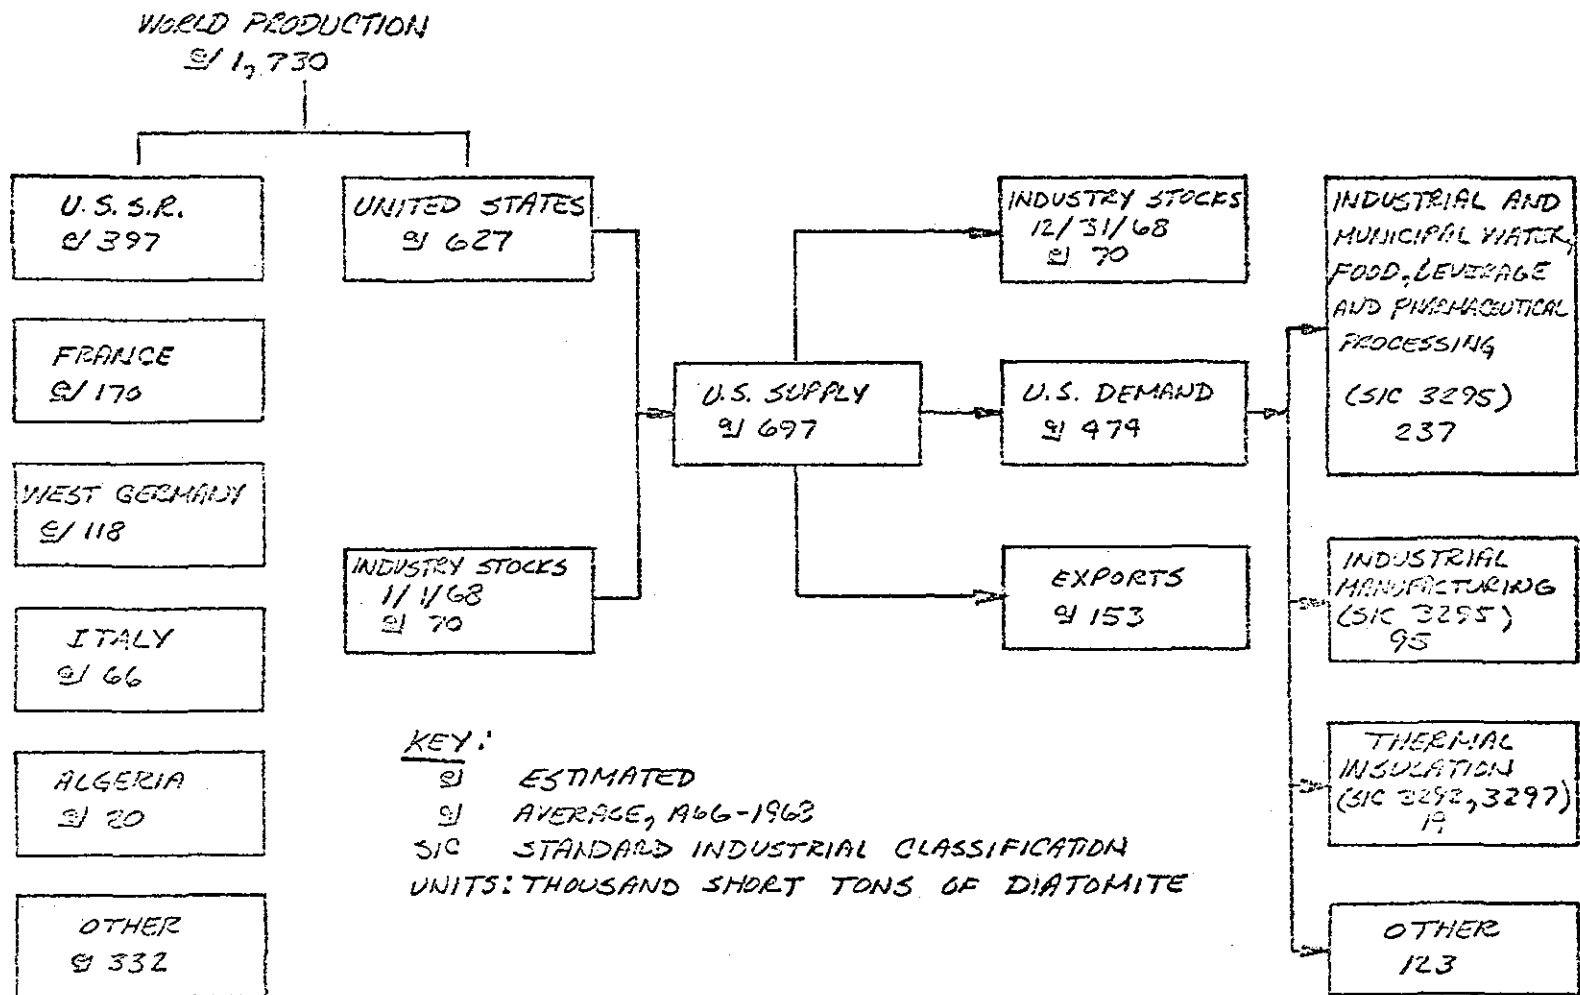 WORLD PRODUCTION
e/ 1,730
U.S.S.R.
e/ 397
UNITED STATES
e/ 627
INDUSTRY STOCKS
12/31/68
e/ 70
INDUSTRIAL AND
MUNICIPAL WATER,
FOOD, BEVERAGE
AND PHARMACEUTICAL
PROCESSING
(SIC 3295)
237
FRANCE
e/ 170
U.S. SUPPLY
e/ 697
U.S. DEMAND
e/ 474
WEST GERMANY
e/ 118
INDUSTRY STOCKS
1/1/68
e/ 70
EXPORTS
e/ 153
INDUSTRIAL
MANUFACTURING
(SIC 3295)
95
ITALY
e/ 66
ALGERIA
e/ 20
THERMAL
INSULATION
(SIC 3292, 3297)
19
OTHER
e/ 332
OTHER
123
KEY:
e/ ESTIMATED
AVERAGE,
SIC STANDARD INDUSTRIAL CLASSIFICATION
UNITS: THOUSAND SHORT TONS OF DIATOMITE